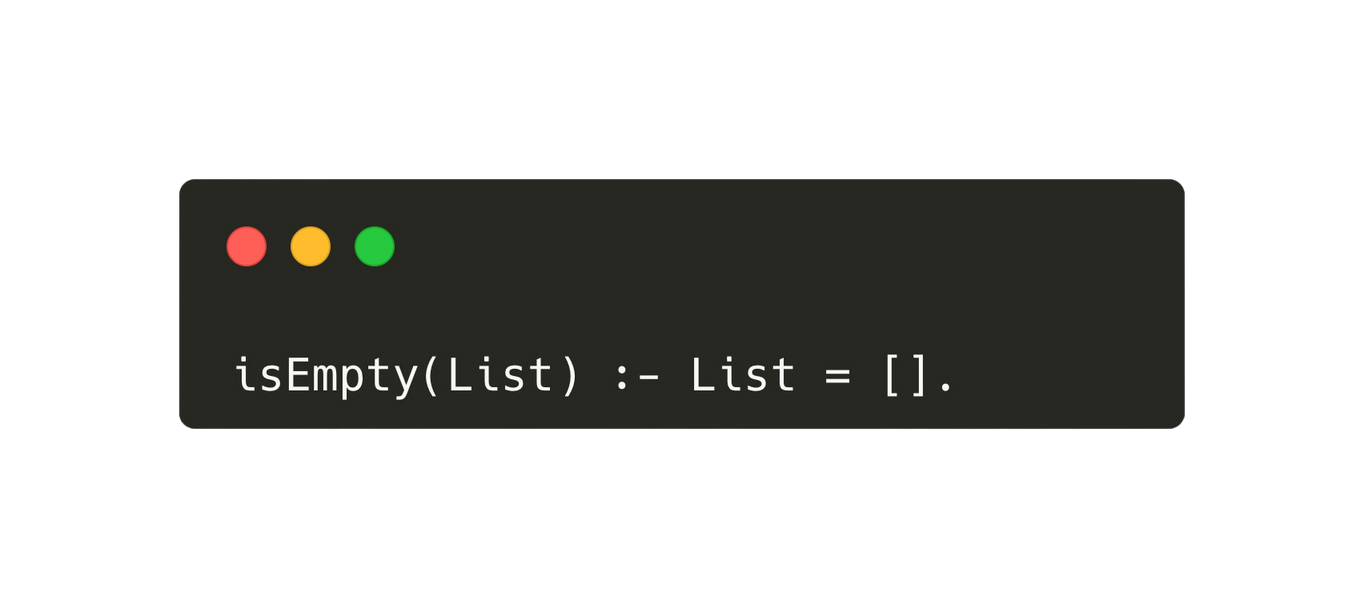 isEmpty(List) :- List = [].